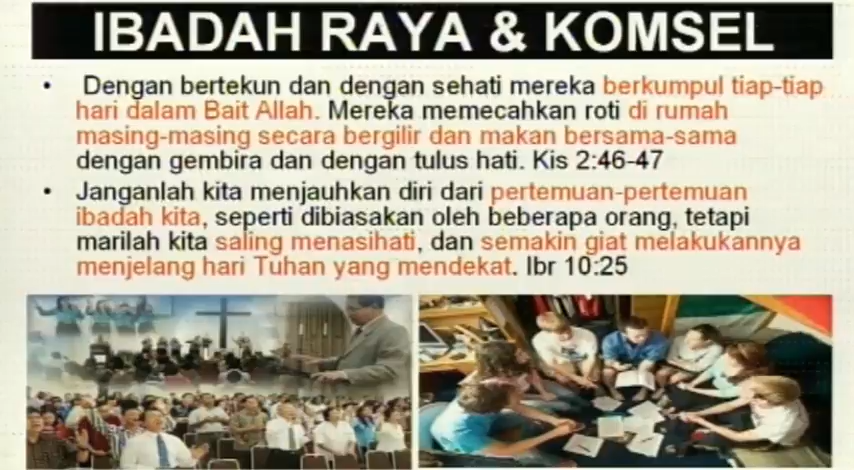 IBADAH RAYA & KOMSEL
• Dengan bertekun dan dengan sehati mereka berkumpul tiap-tiap
hari dalam Bait Allah. Mereka memecahkan roti di rumah
masing-masing secara bergilir dan makan bersama-sama
dengan gembira dan dengan tulus hati. Kis 2:46-47
• Janganlah kita menjauhkan diri dari pertemuan-pertemuan
ibadah kita, seperti dibiasakan oleh beberapa orang, tetapi
marilah kita saling menasihati, dan semakin giat melakukannya
menjelang hari Tuhan yang mendekat. Ibr 10:25